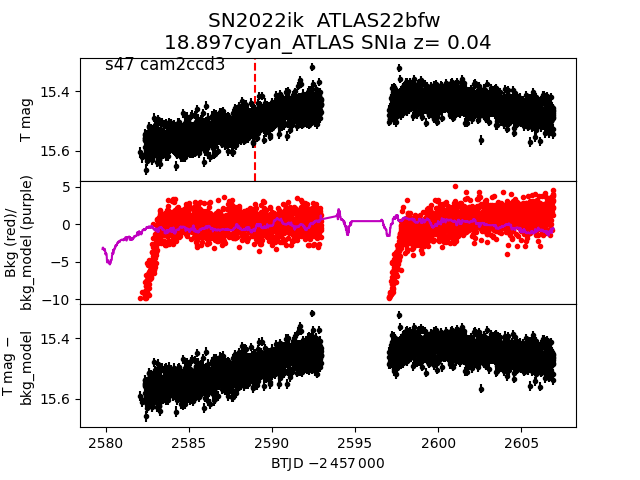 SN2022ik ATLAS22bfw
18.897cyan_ATLAS SNIa z= 0.04
s47 cam2ccd3
T mag
15.4
15.6
Bkg (red)/
bkg_model (purple)
5
0
−5
−10
T mag −
bkg_model
15.4
15.6
2580 2585 2590 2595 2600 2605
BTJD −2 457 000